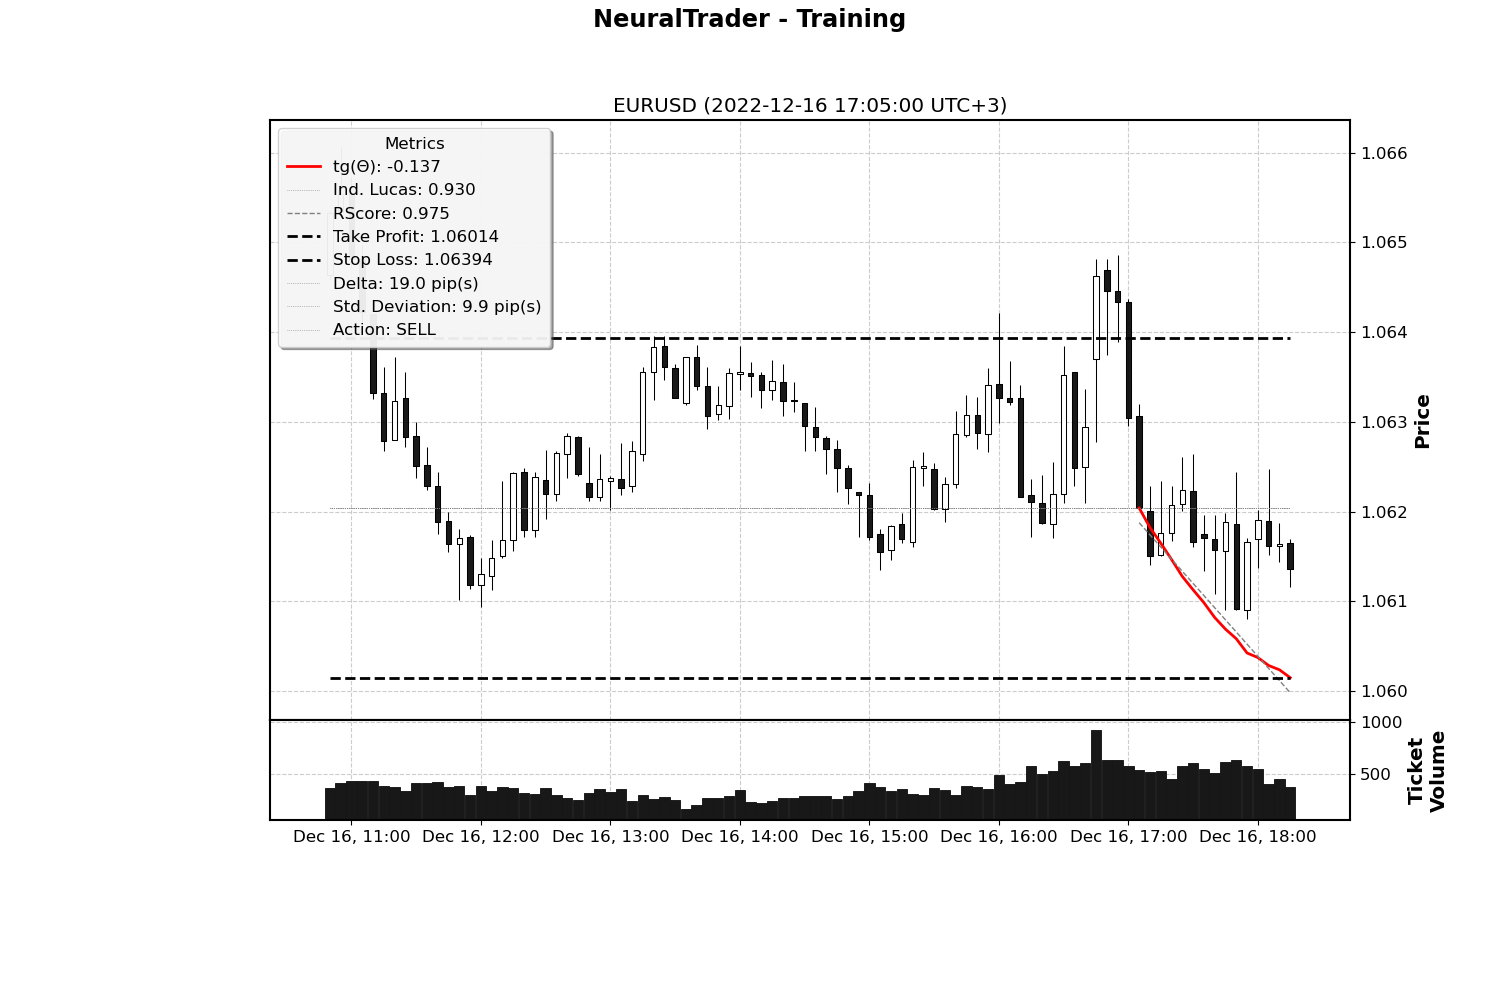 NeuralTrader - Training
EURUSD (2022-12-16 17:05:00 UTC+3)
Metrics
tg(Θ): -0.137
Ind. Lucas: 0.930
RScore: 0.975
Take Profit: 1.06014
Stop Loss: 1.06394
Delta: 19.0 pip(s)
Std. Deviation: 9.9 pip(s)
Action: SELL
1.066
1.065
1.064
1.063
1.062
1.061
1.060
Price
1000
500
Ticket
Volume
Dec 16, 11:00
Dec 16, 12:00
Dec 16, 13:00
Dec 16, 14:00
Dec 16, 15:00
Dec 16, 16:00
Dec 16, 17:00
Dec 16, 18:00